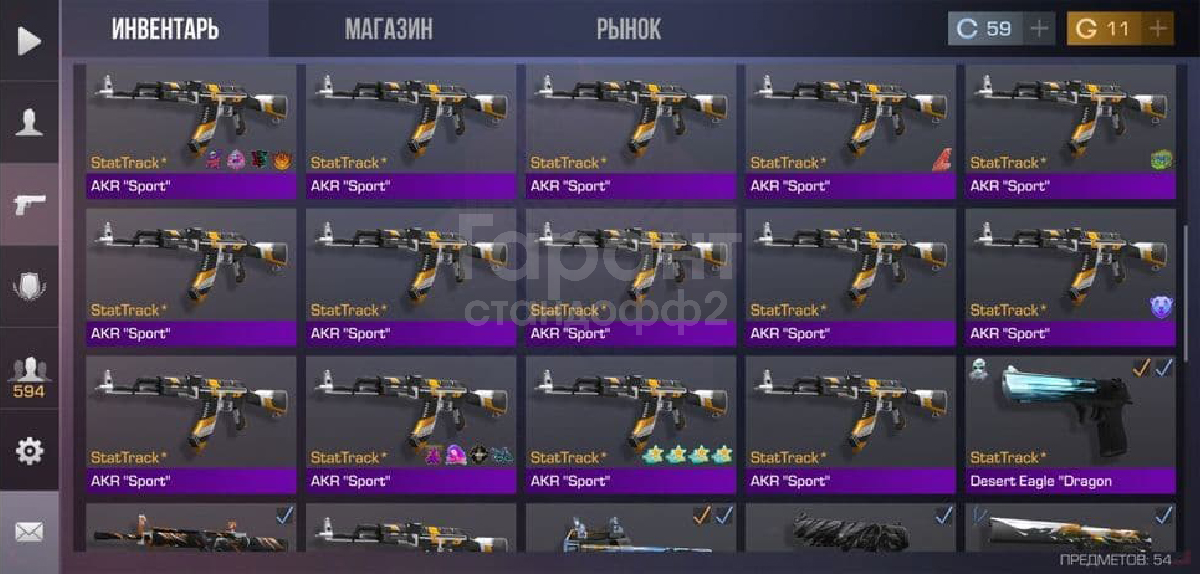 ИНВЕНТАРЬ МАГАЗИН РЫНОК C 59 + G 11 +
StatTrack* StatTrack* StatTrack* StatTrack* StatTrack*
AKR "Sport" AKR "Sport" AKR "Sport" AKR "Sport" AKR "Sport"
Гарант
стандофф2
StatTrack* StatTrack* StatTrack* StatTrack* StatTrack*
AKR "Sport" AKR "Sport" AKR "Sport" AKR "Sport" AKR "Sport"
594
StatTrack* StatTrack* StatTrack* StatTrack* StatTrack*
AKR "Sport" AKR "Sport" AKR "Sport" AKR "Sport" Desert Eagle "Dragon
ПРЕДМЕТОВ: 54